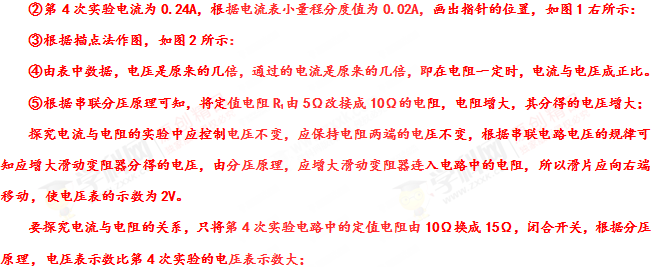 ②第 4 次实验电流为 0.24A，根据电流表小量程分度值为 0.02A，画出指针的位置，如图 1 右所示：
③根据描点法作图，如图 2 所示：
④由表中数据，电压是原来的几倍，通过的电流是原来的几倍，即在电阻一定时，电流与电压成正比。
⑤根据串联分压原理可知，将定值电阻 R₁由 5Ω改接成 10Ω的电阻，电阻增大，其分得的电压增大；
探究电流与电阻的实验中应控制电压不变，应保持电阻两端的电压不变，根据串联电路电压的规律可
知应增大滑动变阻器分得的电压，由分压原理，应增大滑动变阻器连入电路中的电阻，所以滑片应向右端
移动，使电压表的示数为 2V。
要探究电流与电阻的关系，只将第 4 次实验电路中的定值电阻由 10Ω换成 15Ω，闭合开关，根据分压
原理，电压表示数比第 4 次实验的电压表示数大；